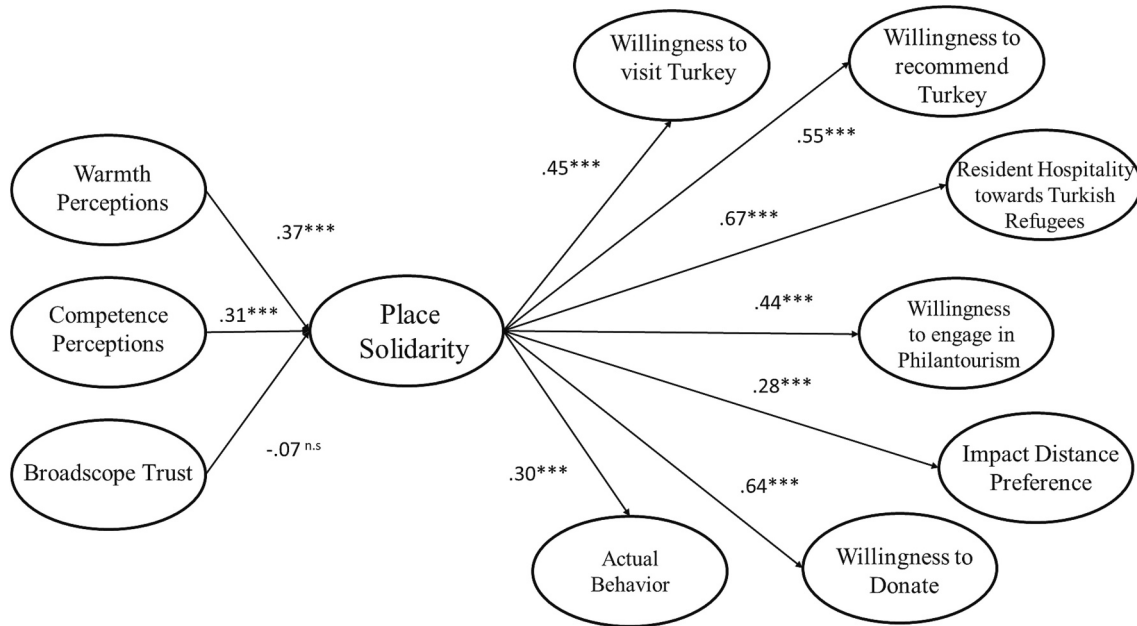 Willingness to
visit Turkey
Willingness to
recommend
Turkey
.45***
.55***
Warmth
Perceptions
Resident Hospitality
towards Turkish
Refugees
.37***
.67***
Competence
Perceptions
.31***
Place
Solidarity
.44***
Willingness
to engage in
Philantourism
.28***
Broadscope Trust
-.07 n.s
.30***
.64***
Impact Distance
Preference
Actual
Behavior
Willingness to
Donate